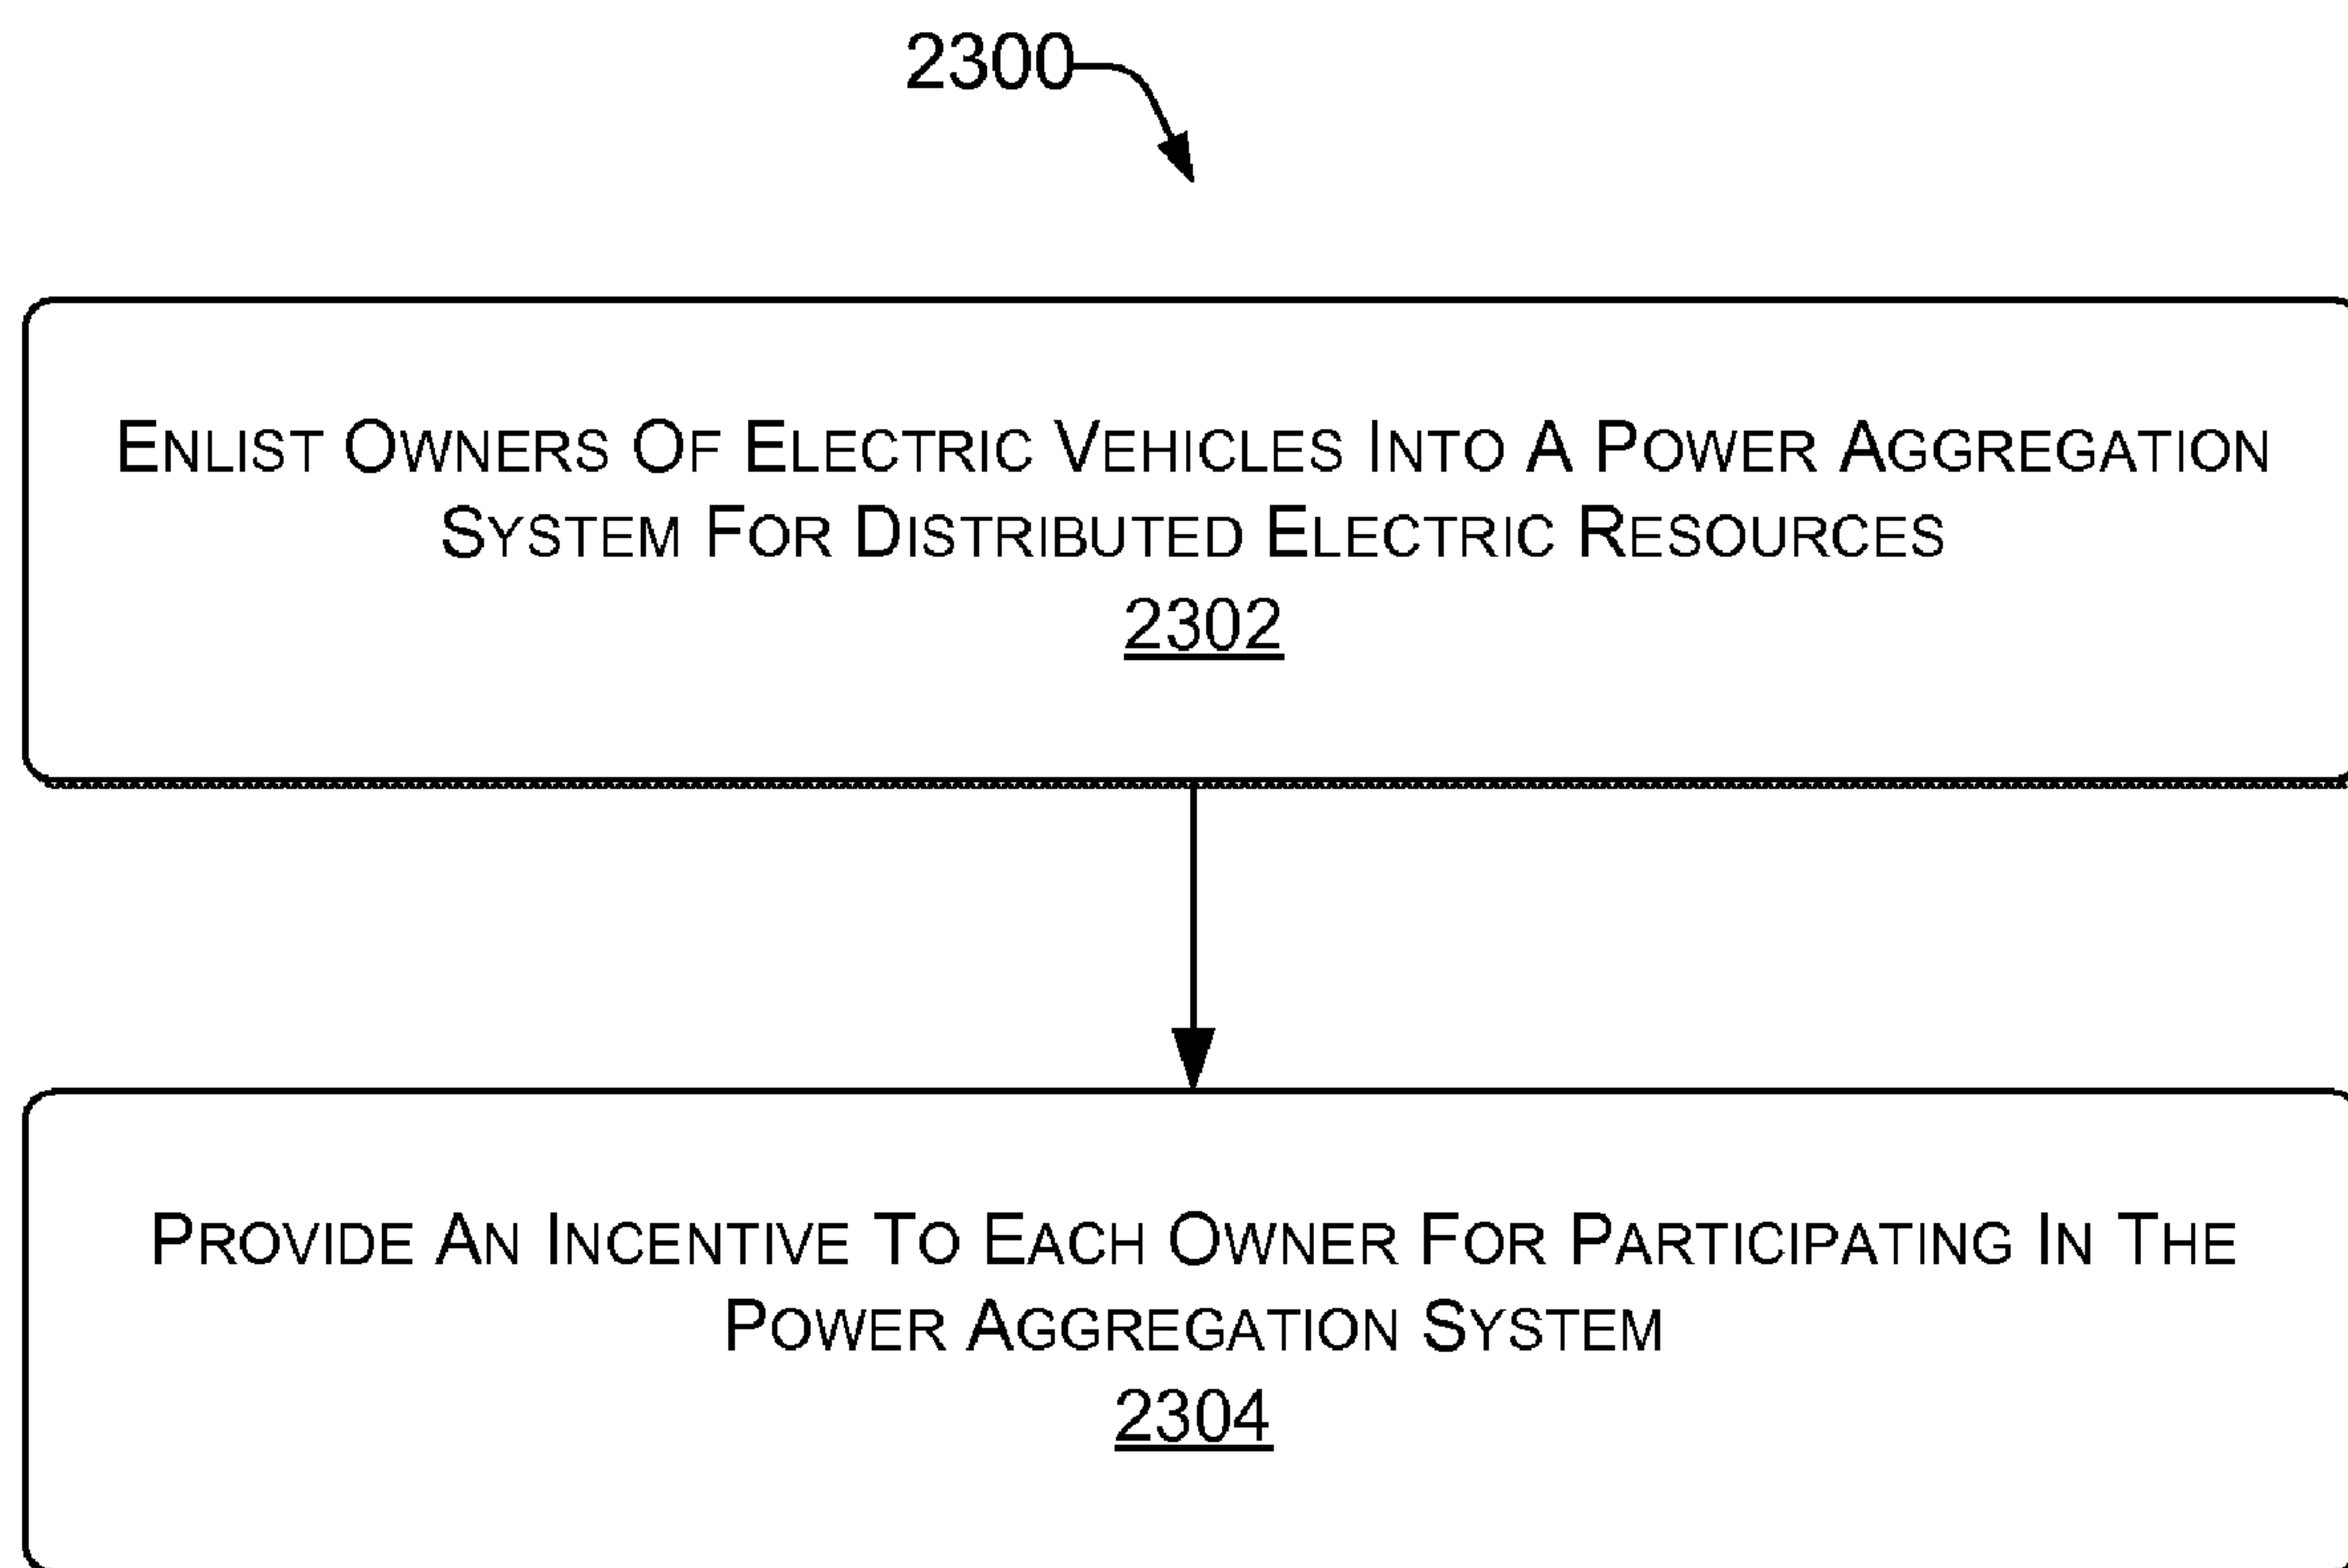 2300
ENLIST OWNERS OF ELECTRIC VEHICLES INTO A POWER AGGREGATION
SYSTEM FOR DISTRIBUTED ELECTRIC RESOURCES
2302
PROVIDE AN INCENTIVE TO EACH OWNER FOR PARTICIPATING IN THE
POWER AGGREGATION SYSTEM
2304